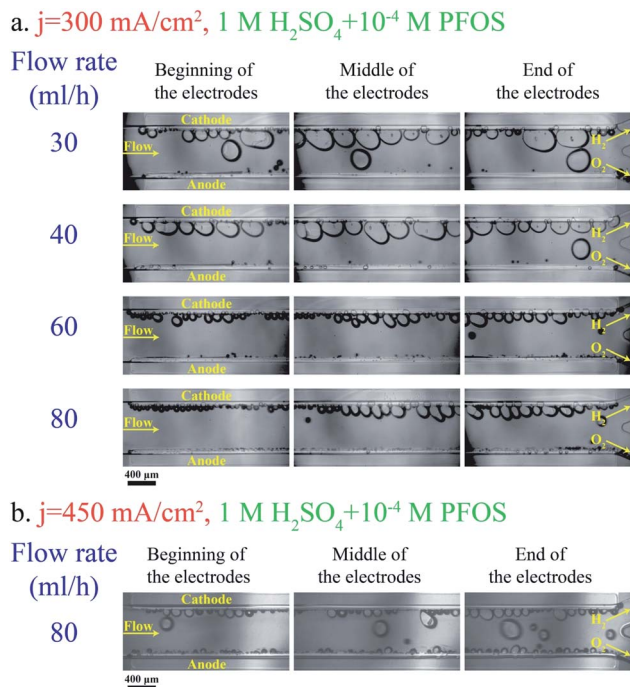 a. j=300 mA/cm², 1 M H₂SO₄+10⁻⁴ M PFOS
Flow rate
(ml/h)
Beginning of
the electrodes
Middle of
the electrodes
End of
the electrodes
30
Cathode
Flow
Anode
H₂
O₂
40
Cathode
Flow
Anode
H₂
O₂
60
Cathode
Flow
Anode
H₂
O₂
80
Cathode
Flow
Anode
H₂
O₂
400 µm
b. j=450 mA/cm², 1 M H₂SO₄+10⁻⁴ M PFOS
Flow rate
(ml/h)
Beginning of
the electrodes
Middle of
the electrodes
End of
the electrodes
80
Cathode
Flow
Anode
H₂
O₂
400 µm